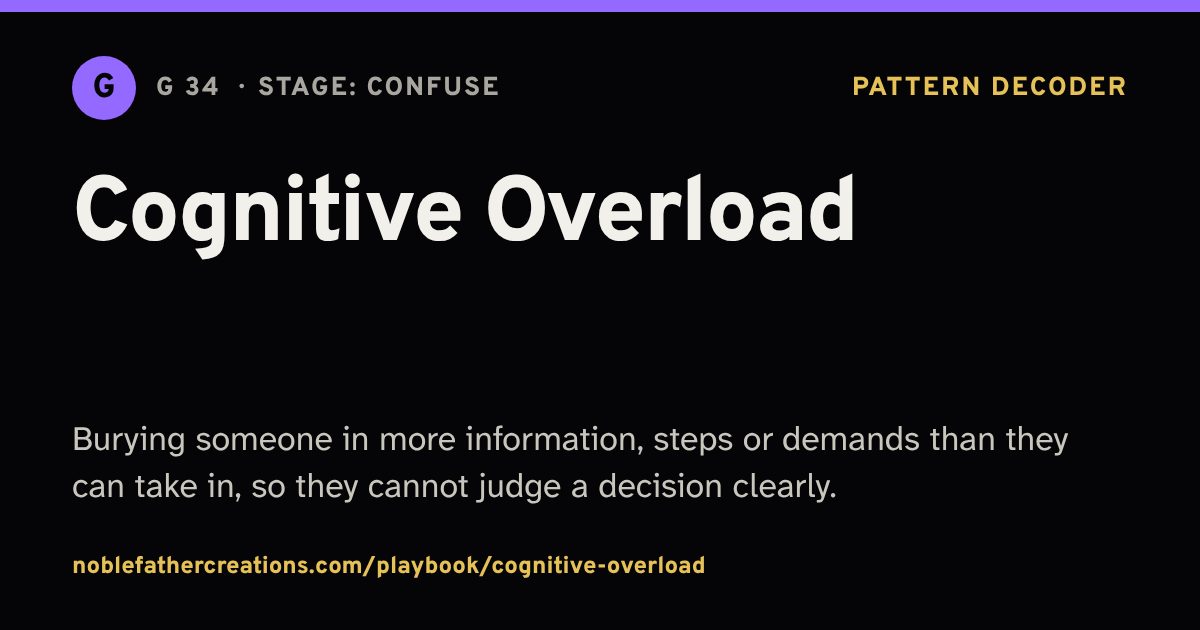 G
G 34 · STAGE: CONFUSE
PATTERN DECODER
Cognitive Overload
Burying someone in more information, steps or demands than they
can take in, so they cannot judge a decision clearly.
noblefathercreations.com/playbook/cognitive-overload